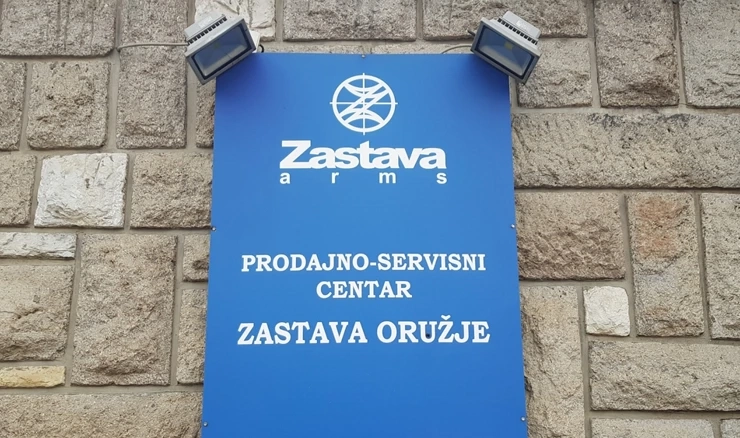 Zastava
arms
PRODAJNO-SERVISNI
CENTAR
ZASTAVA ORUŽJE